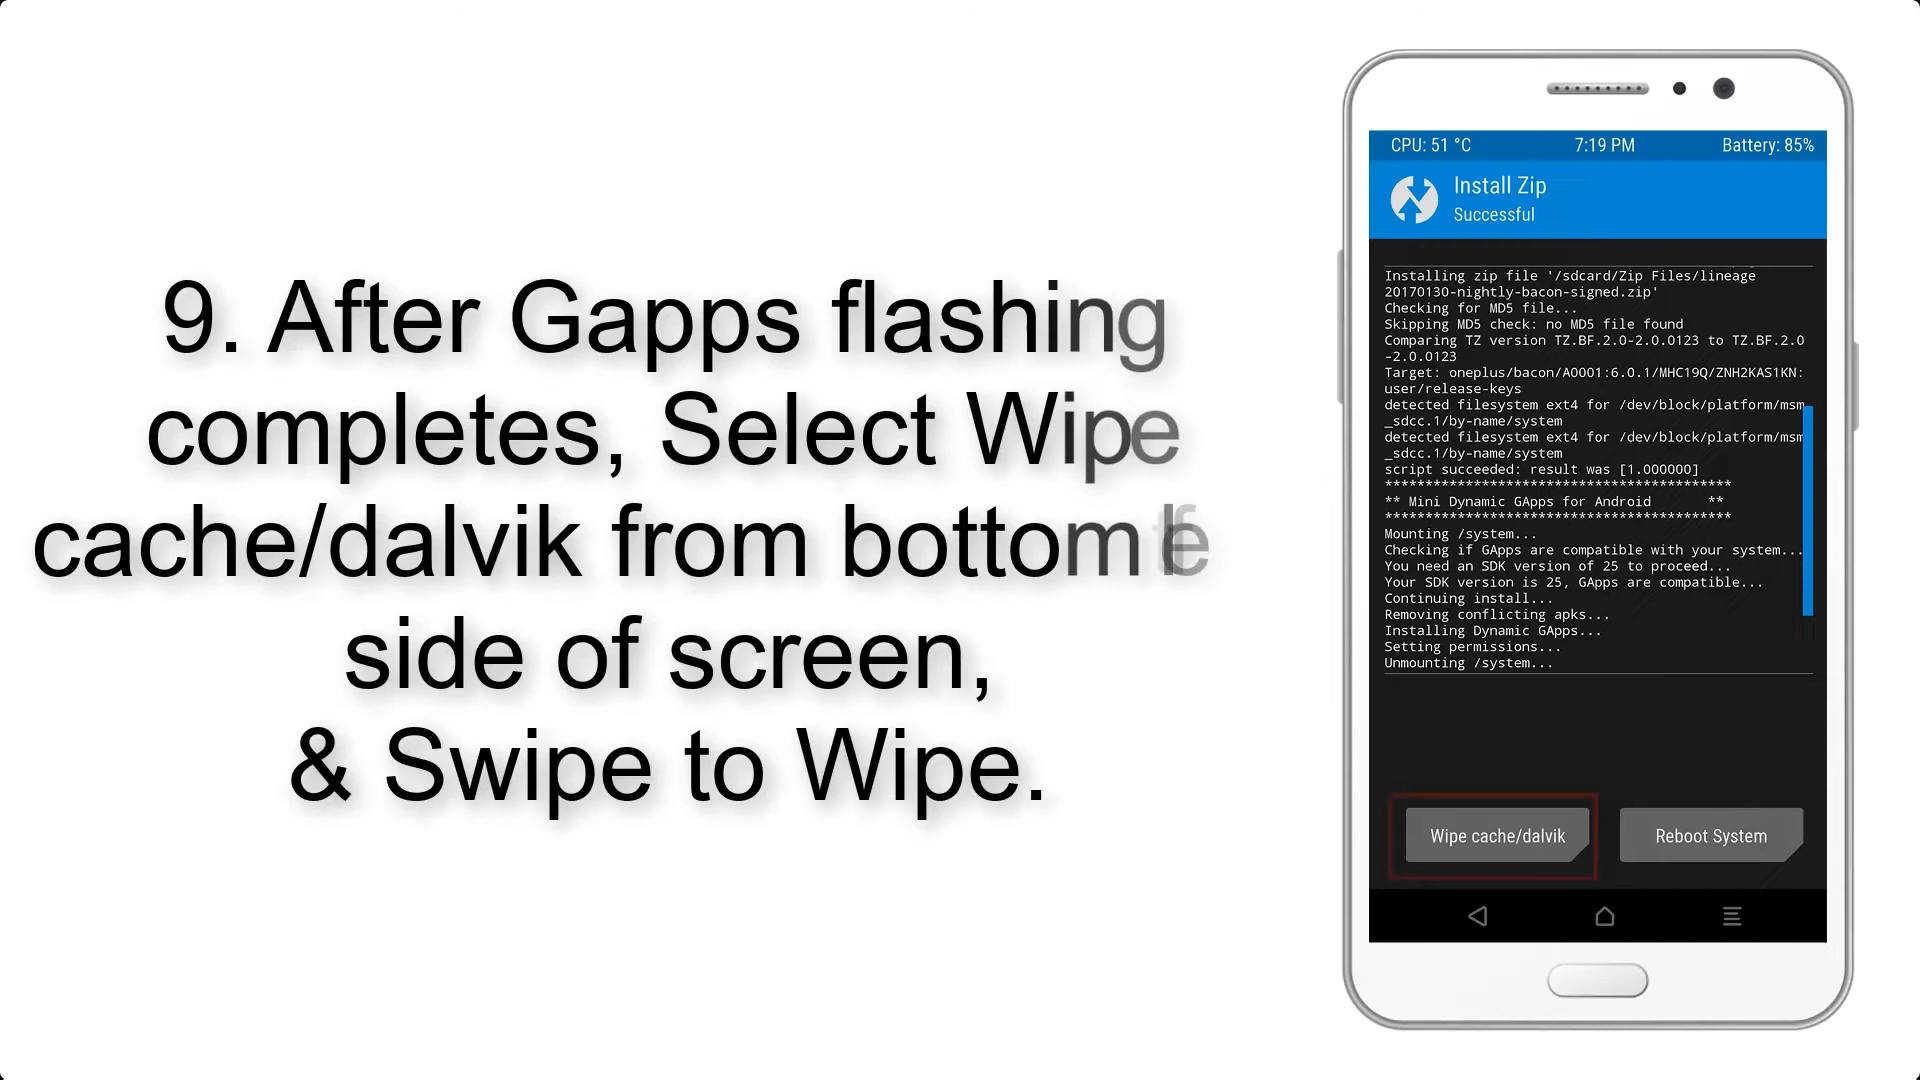 9. After Gapps flashing
completes, Select Wipe
cache/dalvik from bottom
side of screen,
& Swipe to Wipe.
CPU: 51 °C 7:19 PM Battery: 85%
Install Zip
Successful
Installing zip file '/sdcard/Zip Files/lineage
20170130-nightly-bacon-signed.zip'
Checking for MD5 file...
Skipping MD5 check: no MD5 file found
Comparing TZ version TZ.BF.2.0-2.0.0123 to TZ.BF.2.0
-2.0.0123
Target: oneplus/bacon/A0001:6.0.1/MHC19Q/ZNH2KAS1KN:
user/release-keys
detected filesystem ext4 for /dev/block/platform/msm
_sdcc.1/by-name/system
detected filesystem ext4 for /dev/block/platform/msm
_sdcc.1/by-name/system
script succeeded: result was [1.000000]
*******************************************
** Mini Dynamic GApps for Android **
*******************************************
Mounting /system...
Checking if GApps are compatible with your system...
You need an SDK version of 25 to proceed...
Your SDK version is 25, GApps are compatible...
Continuing install...
Removing conflicting apks...
Installing Dynamic GApps...
Setting permissions...
Unmounting /system...
Wipe cache/dalvik Reboot System